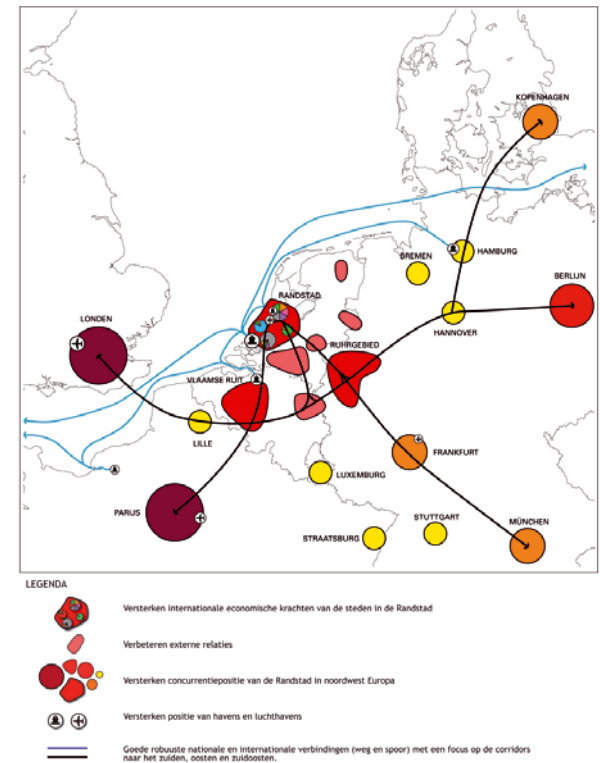 KOPENHAGEN
HAMBURG
BREMEN
BERLIJN
RANDSTAD
HANNOVER
LONDEN
RUHRGEBIED
VLAAMSE RUIT
LILLE
FRANKFURT
LUXEMBURG
PARIJS
STUTTGART
MÜNCHEN
STRAATSBURG
LEGENDA
Versterken internationale economische krachten van de steden in de Randstad
Verbeteren externe relaties
Versterken concurrentiepositie van de Randstad in noordwest Europa
Versterken positie van havens en luchthavens
Goede robuuste nationale en internationale verbindingen (weg en spoor) met een focus op de corridors
naar het zuiden, oosten en zuidoosten.